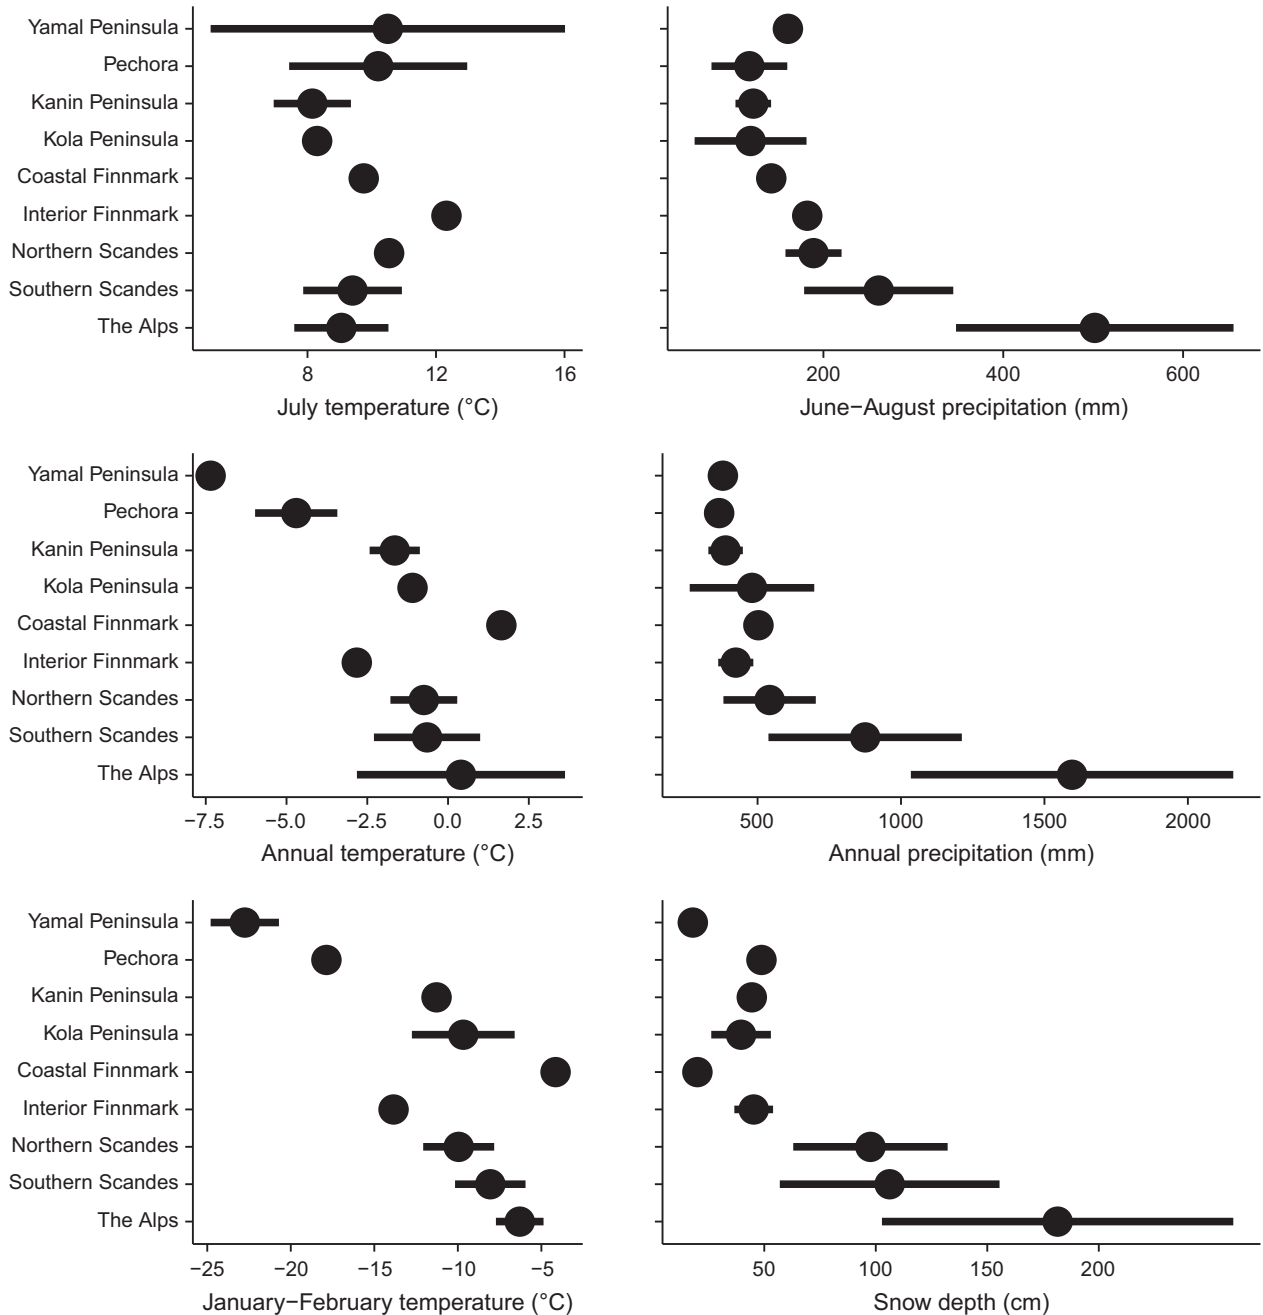 Yamal Peninsula
Pechora
Kanin Peninsula
Kola Peninsula
Coastal Finnmark
Interior Finnmark
Northern Scandes
Southern Scandes
The Alps
8 12 16
July temperature (°C)
200 400 600
June−August precipitation (mm)
Yamal Peninsula
Pechora
Kanin Peninsula
Kola Peninsula
Coastal Finnmark
Interior Finnmark
Northern Scandes
Southern Scandes
The Alps
−7.5 −5.0 −2.5 0.0 2.5
Annual temperature (°C)
500 1000 1500 2000
Annual precipitation (mm)
Yamal Peninsula
Pechora
Kanin Peninsula
Kola Peninsula
Coastal Finnmark
Interior Finnmark
Northern Scandes
Southern Scandes
The Alps
−25 −20 −15 −10 −5
January−February temperature (°C)
50 100 150 200
Snow depth (cm)